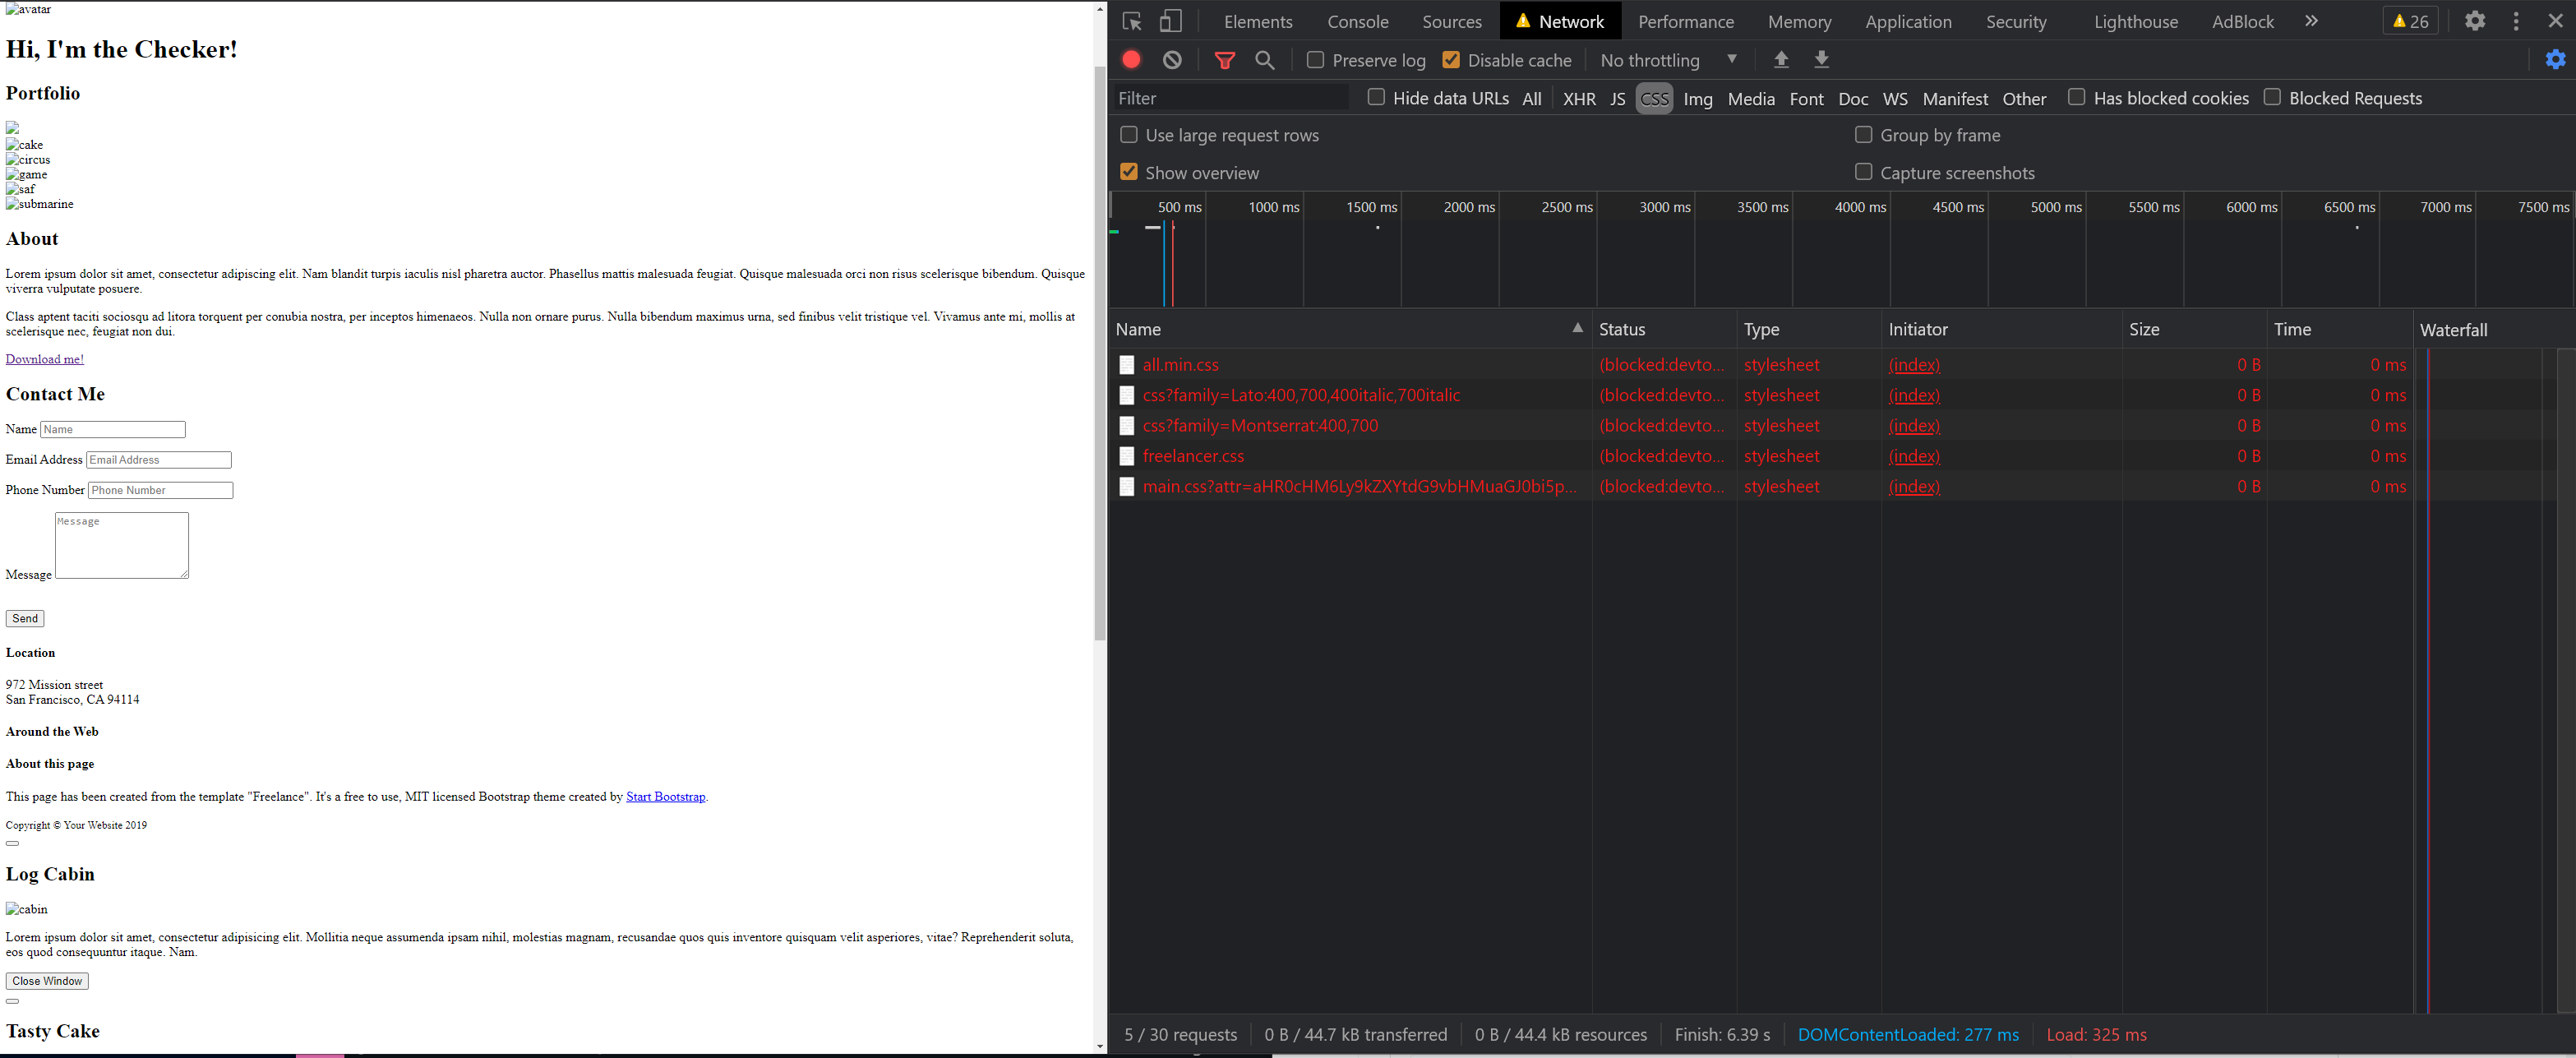 avatar
Hi, I'm the Checker!
Portfolio
cake
circus
game
saf
submarine
About
Lorem ipsum dolor sit amet, consectetur adipiscing elit. Nam blandit turpis iaculis nisl pharetra auctor. Phasellus mattis malesuada feugiat. Quisque malesuada orci non risus scelerisque bibendum. Quisque
viverra vulputate posuere.
Class aptent taciti sociosqu ad litora torquent per conubia nostra, per inceptos himenaeos. Nulla non ornare purus. Nulla bibendum maximus urna, sed finibus velit tristique vel. Vivamus ante mi, mollis at
scelerisque nec, feugiat non dui.
Download me!
Contact Me
Name Name
Email Address Email Address
Phone Number Phone Number
Message
Message
Send
Location
972 Mission street
San Francisco, CA 94114
Around the Web
About this page
This page has been created from the template "Freelance". It's a free to use, MIT licensed Bootstrap theme created by Start Bootstrap.
Copyright © Your Website 2019
Log Cabin
cabin
Lorem ipsum dolor sit amet, consectetur adipisicing elit. Mollitia neque assumenda ipsam nihil, molestias magnam, recusandae quos quis inventore quisquam velit asperiores, vitae? Reprehenderit soluta,
eos quod consequuntur itaque. Nam.
Close Window
Tasty Cake
Elements Console Sources Network Performance Memory Application Security Lighthouse AdBlock 26
Preserve log Disable cache No throttling
Filter Hide data URLs All XHR JS CSS Img Media Font Doc WS Manifest Other Has blocked cookies Blocked Requests
Use large request rows Group by frame
Show overview Capture screenshots
500 ms 1000 ms 1500 ms 2000 ms 2500 ms 3000 ms 3500 ms 4000 ms 4500 ms 5000 ms 5500 ms 6000 ms 6500 ms 7000 ms 7500 ms
Name Status Type Initiator Size Time Waterfall
all.min.css (blocked:devto... stylesheet (index) 0 B 0 ms
css?family=Lato:400,700,400italic,700italic (blocked:devto... stylesheet (index) 0 B 0 ms
css?family=Montserrat:400,700 (blocked:devto... stylesheet (index) 0 B 0 ms
freelancer.css (blocked:devto... stylesheet (index) 0 B 0 ms
main.css?attr=aHR0cHM6Ly9kZXYtdG9vbHMuaGJ0bi5p... (blocked:devto... stylesheet (index) 0 B 0 ms
5 / 30 requests 0 B / 44.7 kB transferred 0 B / 44.4 kB resources Finish: 6.39 s DOMContentLoaded: 277 ms Load: 325 ms